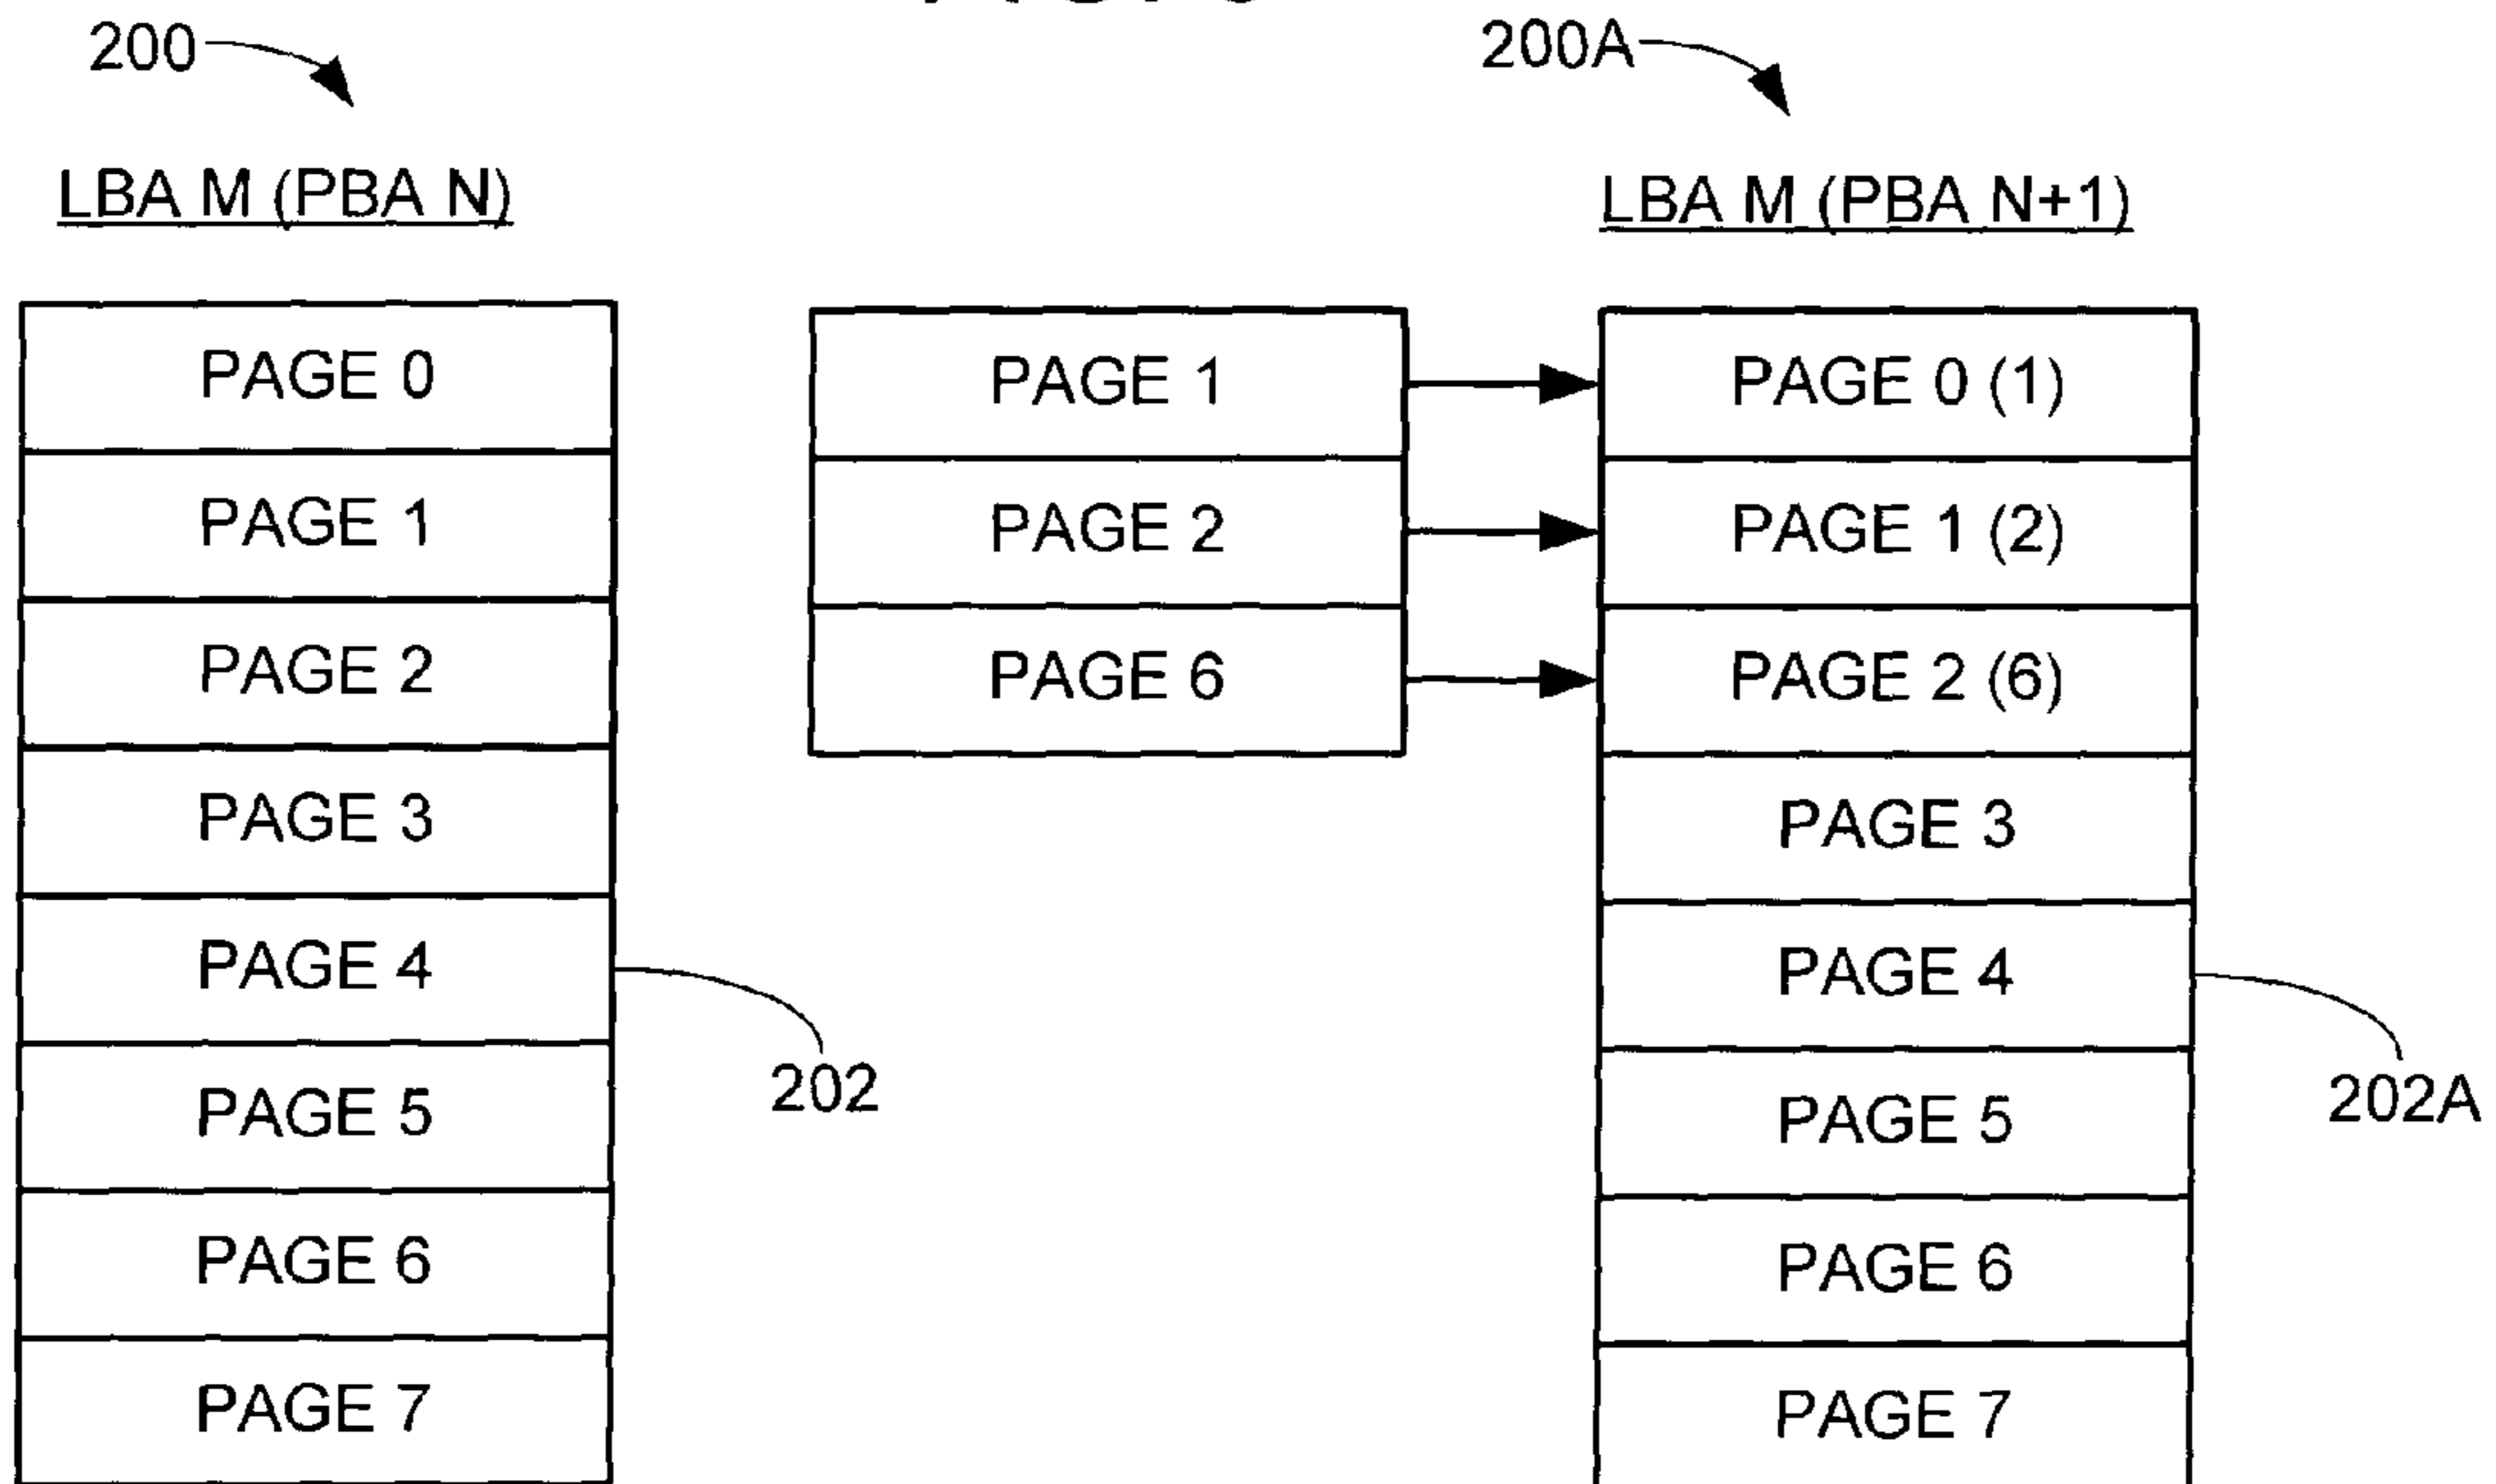 200
200A
LBA M (PBA N)
LBA M (PBA N+1)
PAGE 0
PAGE 1
PAGE 2
PAGE 3
PAGE 4
PAGE 5
PAGE 6
PAGE 7
202
PAGE 1
PAGE 2
PAGE 6
PAGE 0 (1)
PAGE 1 (2)
PAGE 2 (6)
PAGE 3
PAGE 4
PAGE 5
PAGE 6
PAGE 7
202A